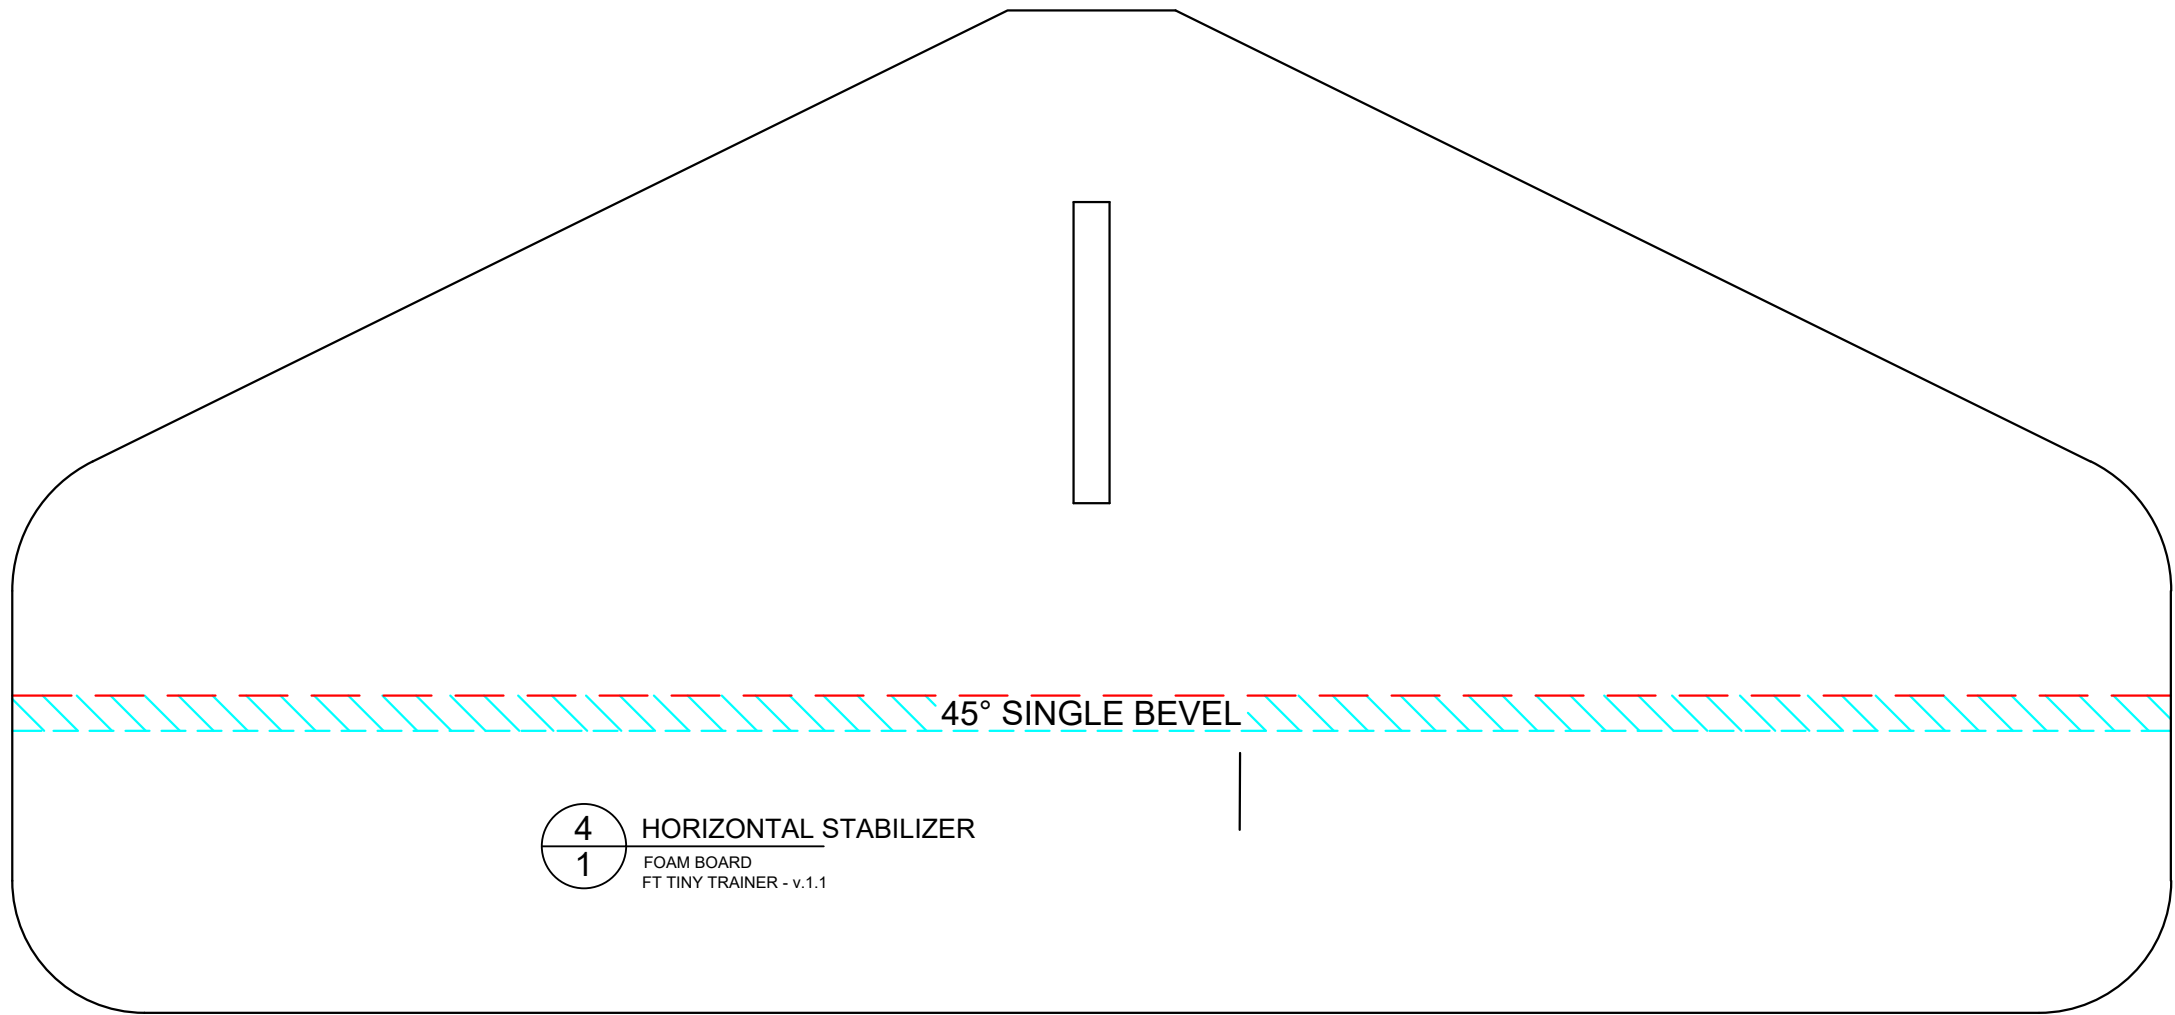 45° SINGLE BEVEL
4
1
HORIZONTAL STABILIZER
FOAM BOARD
FT TINY TRAINER - v.1.1